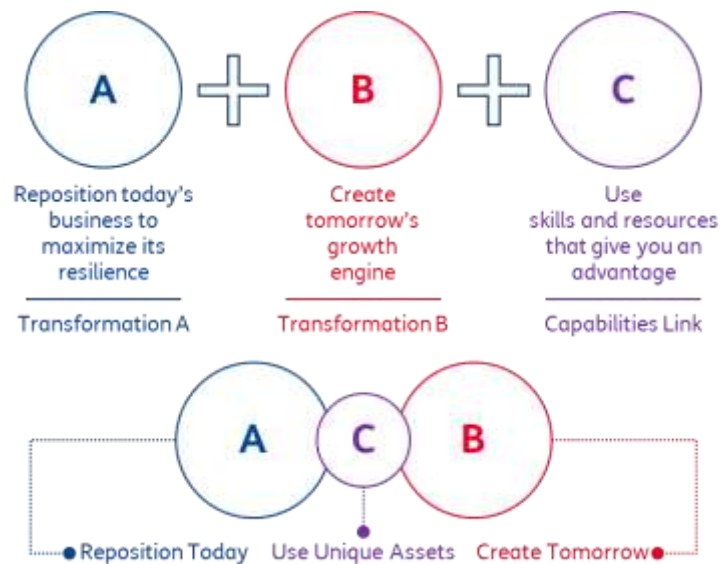 A
B
C
Reposition today's
business to
maximize its
resilience
Create
tomorrow's
growth
engine
Use
skills and resources
that give you an
advantage
Transformation A
Transformation B
Capabilities Link
A
C
B
Reposition Today
Use Unique Assets
Create Tomorrow